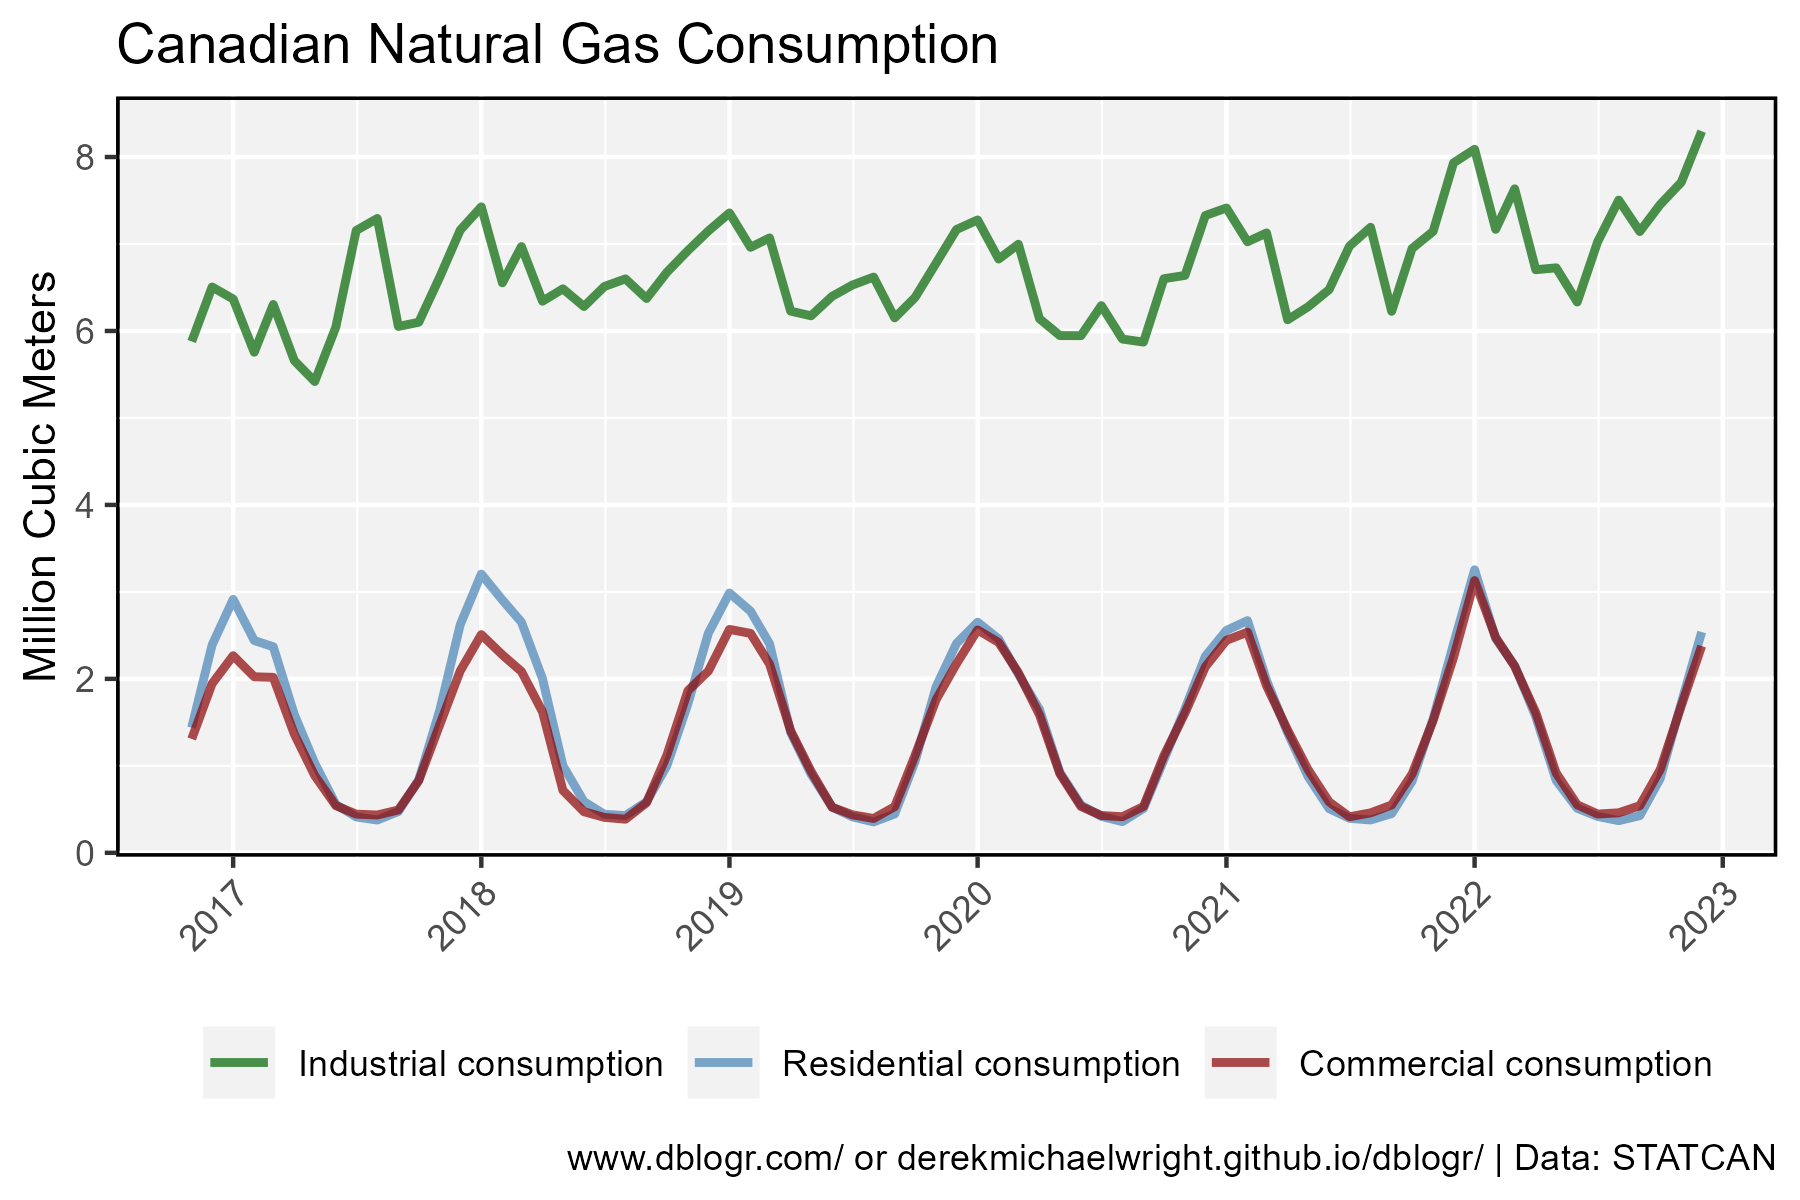 Canadian Natural Gas Consumption
Million Cubic Meters
8
6
4
2
0
2017 2018 2019 2020 2021 2022 2023
Industrial consumption Residential consumption Commercial consumption
www.dblogr.com/ or derekmichaelwright.github.io/dblogr/ | Data: STATCAN